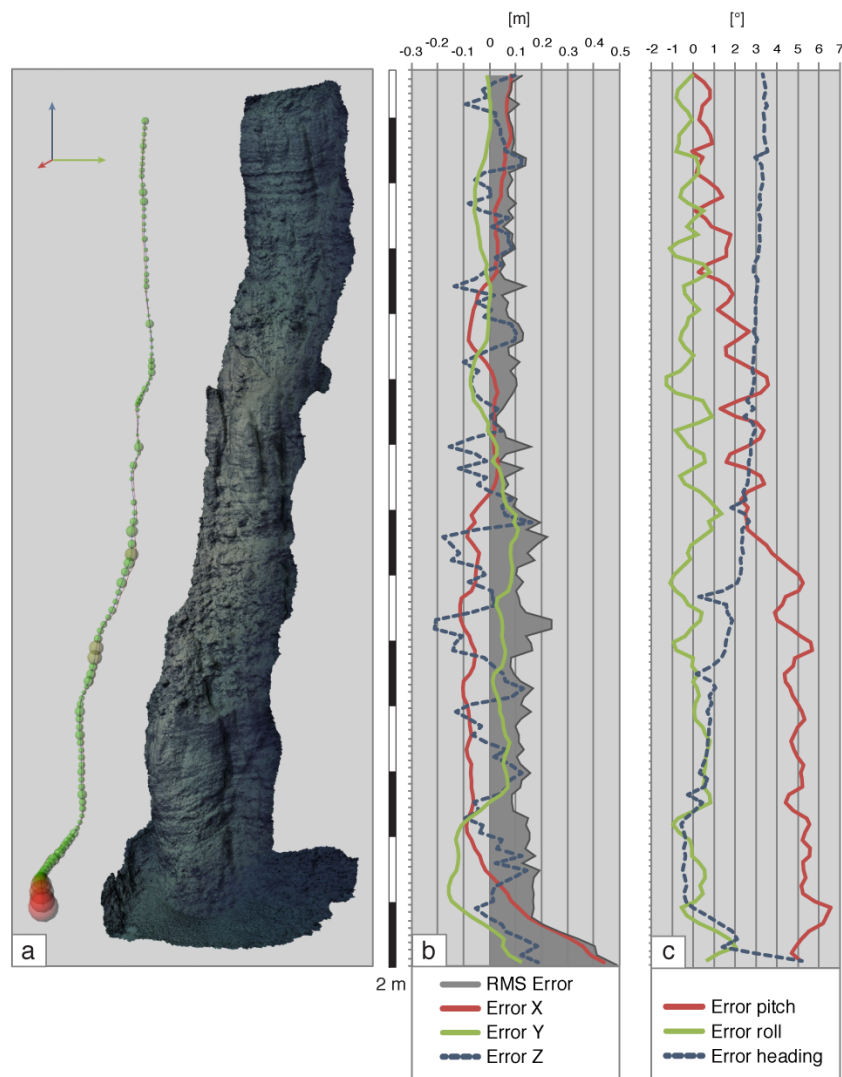 [m]
[°]
-0.3 -0.2 -0.1 0 0.1 0.2 0.3 0.4 0.5
-2 -1 0 1 2 3 4 5 6 7
a
b
c
2 m
RMS Error
Error X
Error Y
Error Z
Error pitch
Error roll
Error heading